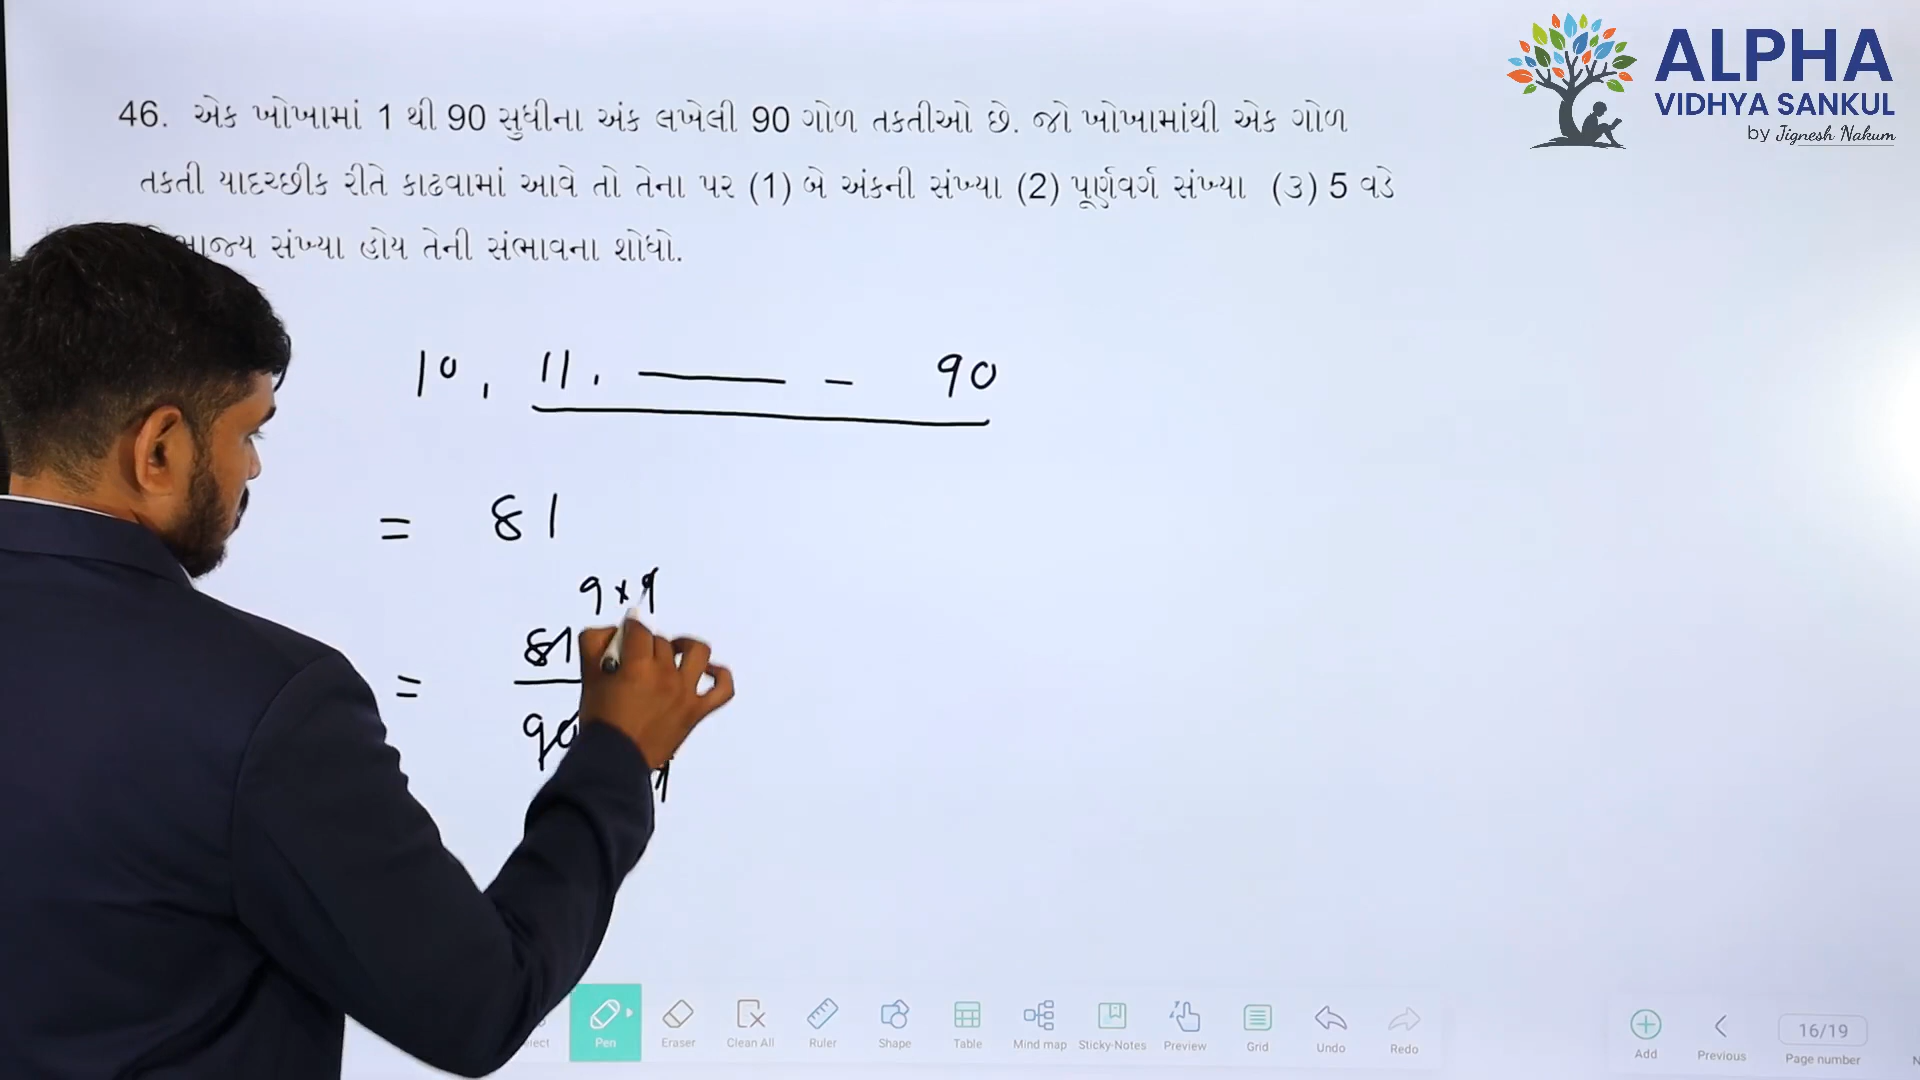 ALPHA
VIDHYA SANKUL
by Jignesh Nakum
46. એક ખોખામાં 1 થી 90 સુધીના અંક લખેલી 90 ગોળ તકતીઓ છે. જો ખોખામાંથી એક ગોળ
તકતી યાદચ્છીક રીતે કાઢવામાં આવે તો તેના પર (1) બે અંકની સંખ્યા (2) પૂર્ણવર્ગ સંખ્યા (૩) 5 વડે
સંખ્યા હોય તેની સંભાવના શોધો.
10, 11, —— – 90
= 81
9 × 9
= 81
90
Pen
Eraser
Clean All
Ruler
Shape
Table
Mind map
Sticky-Notes
Preview
Grid
Undo
Redo
Add
Previous
16/19
Page number